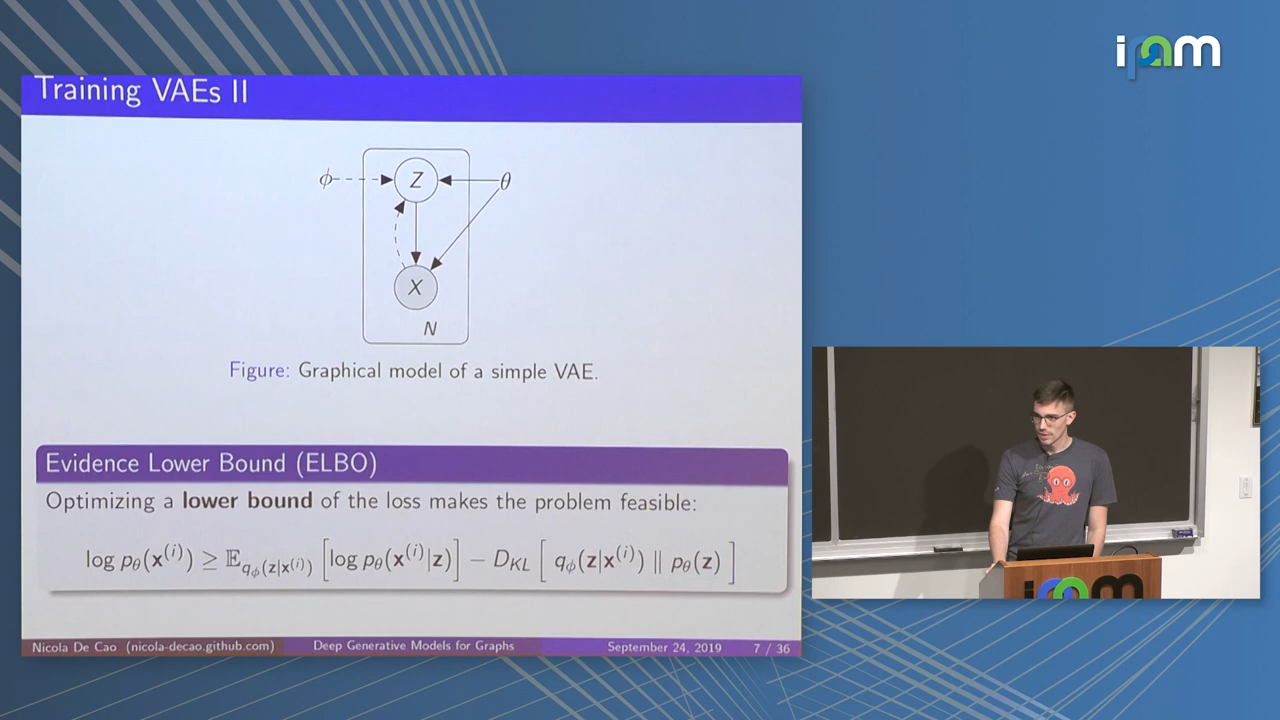 ipam
Training VAEs II
ϕ
Z
θ
X
N
Figure: Graphical model of a simple VAE.
Evidence Lower Bound (ELBO)
Optimizing a lower bound of the loss makes the problem feasible:
log p_θ(x^(i)) ≥ 𝔼_{q_ϕ(z|x^(i))} [log p_θ(x^(i)|z)] − D_KL [ q_ϕ(z|x^(i)) ∥ p_θ(z) ]
Nicola De Cao (nicola-decao.github.com) Deep Generative Models for Graphs September 24, 2019 7 / 36
ipam